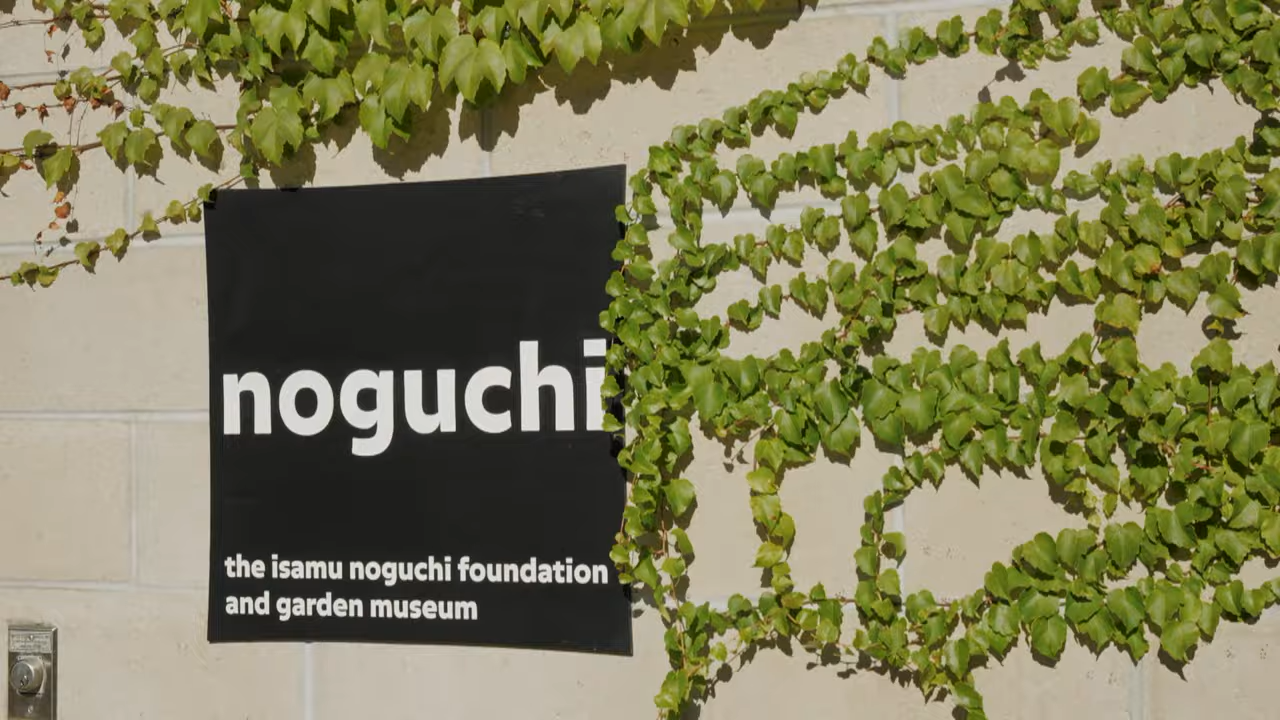 noguchi
the isamu noguchi foundation
and garden museum